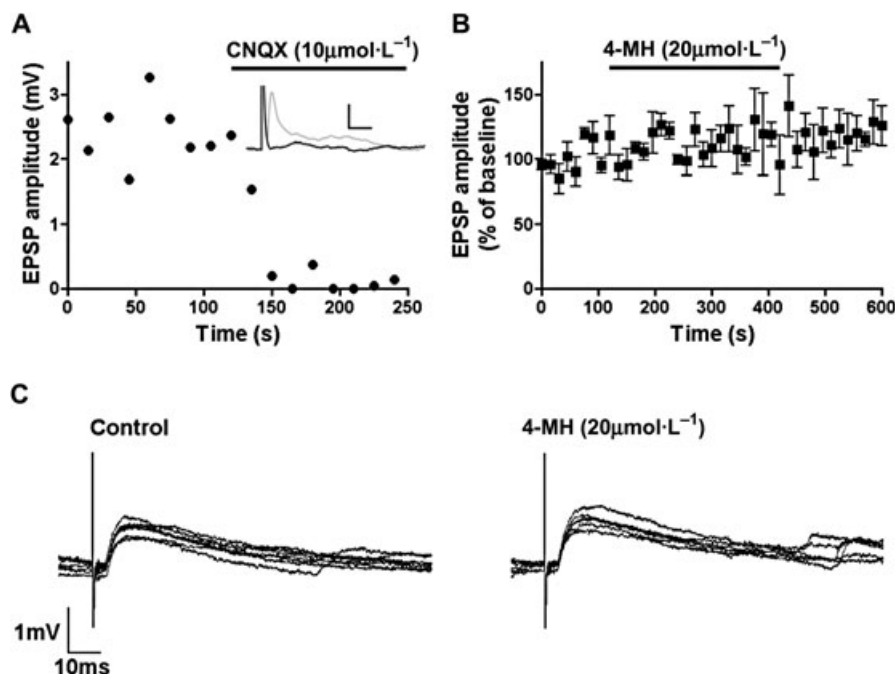 A
CNQX (10μmol·L⁻¹)
EPSP amplitude (mV)
3
2
1
0
0 50 100 150 200 250
Time (s)
B
4-MH (20μmol·L⁻¹)
EPSP amplitude
(% of baseline)
150
100
50
0
0 100 200 300 400 500 600
Time (s)
C
Control
4-MH (20μmol·L⁻¹)
1mV
10ms